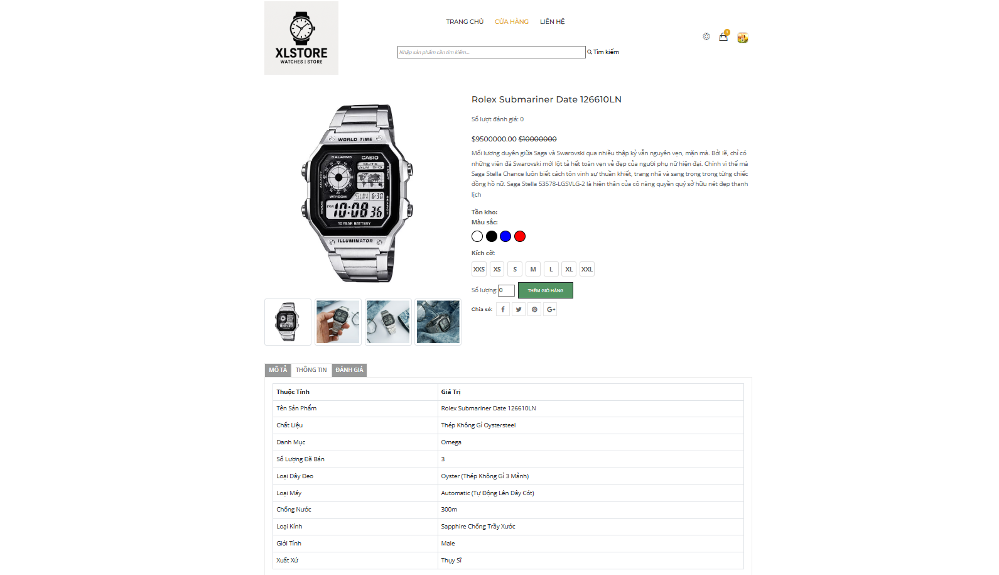 XLSTORE
WATCHES | STORE
TRANG CHỦ CỬA HÀNG LIÊN HỆ
1
Nhập sản phẩm cần tìm kiếm... Tìm kiếm
Rolex Submariner Date 126610LN
Số lượt đánh giá: 0
$9500000.00 $10000000
Mối lương duyên giữa Saga và Swarovski qua nhiều thập kỷ vẫn nguyên vẹn, mặn mà. Bởi lẽ, chỉ có
những viên đá Swarovski mới lột tả hết toàn vẹn vẻ đẹp của người phụ nữ hiện đại. Chính vì thế mà
Saga Stella Chance luôn biết cách tôn vinh sự thuần khiết, trang nhã và sang trọng trong từng chiếc
đồng hồ nữ. Saga Stella 53578-LGSVLG-2 là hiện thân của cô nàng quyền quý sở hữu nét đẹp thanh
lịch
Tồn kho:
Màu sắc:
Kích cỡ:
XXS XS S M L XL XXL
Số lượng: 0 THÊM GIỎ HÀNG
Chia sẻ:
WORLD TIME
5 ALARMS CASIO
MUTE
ALM SIG
LIGHT
WR100M
SUN 6-30
MODE
SEARCH
PM 10:08 36
10 YEAR BATTERY
ILLUMINATOR
MÔ TẢ THÔNG TIN ĐÁNH GIÁ
Thuộc Tính Giá Trị
Tên Sản Phẩm Rolex Submariner Date 126610LN
Chất Liệu Thép Không Gỉ Oystersteel
Danh Mục Omega
Số Lượng Đã Bán 3
Loại Dây Đeo Oyster (Thép Không Gỉ 3 Mảnh)
Loại Máy Automatic (Tự Động Lên Dây Cót)
Chống Nước 300m
Loại Kính Sapphire Chống Trầy Xước
Giới Tính Male
Xuất Xứ Thụy Sĩ